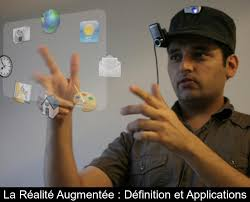 La Réalité Augmentée : Définition et Applications